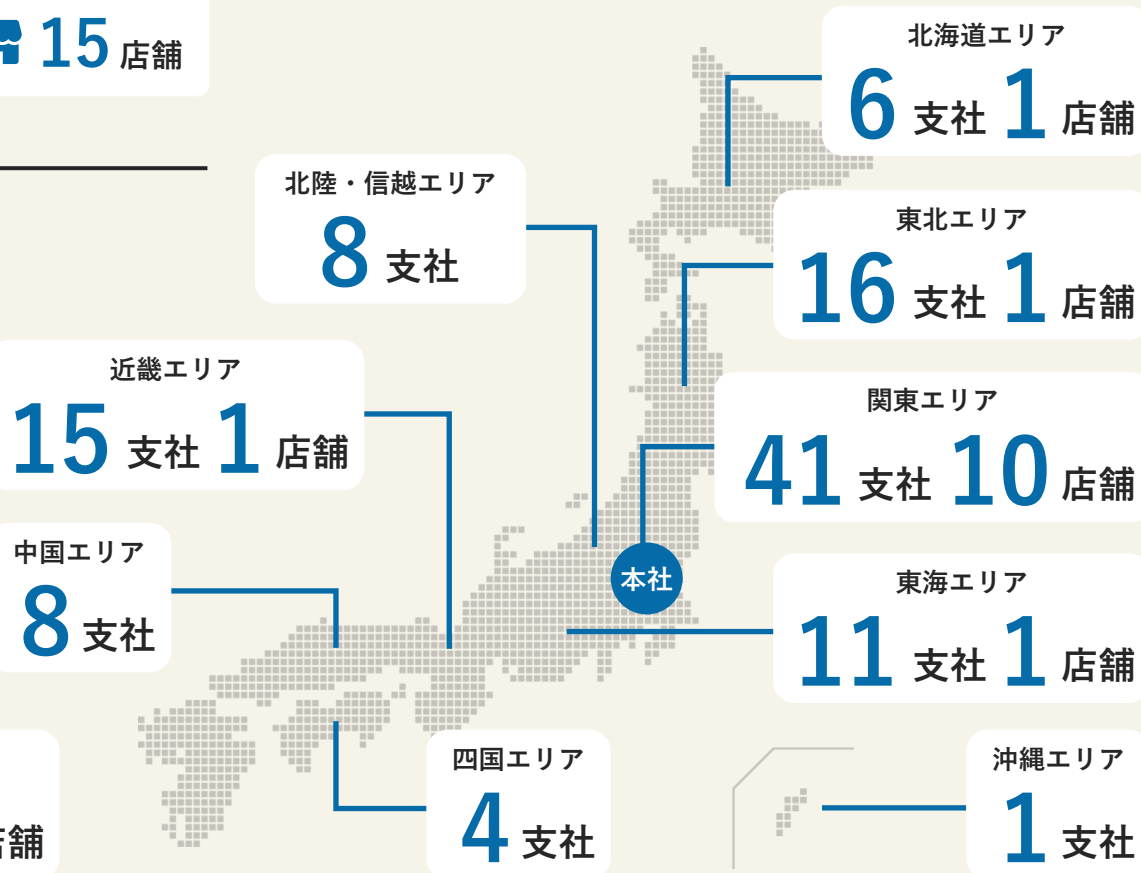 15 店舗
北海道エリア
6 支社 1 店舗
北陸・信越エリア
8 支社
東北エリア
16 支社 1 店舗
近畿エリア
15 支社 1 店舗
関東エリア
41 支社 10 店舗
中国エリア
8 支社
本社
東海エリア
11 支社 1 店舗
四国エリア
4 支社
沖縄エリア
1 支社
舗